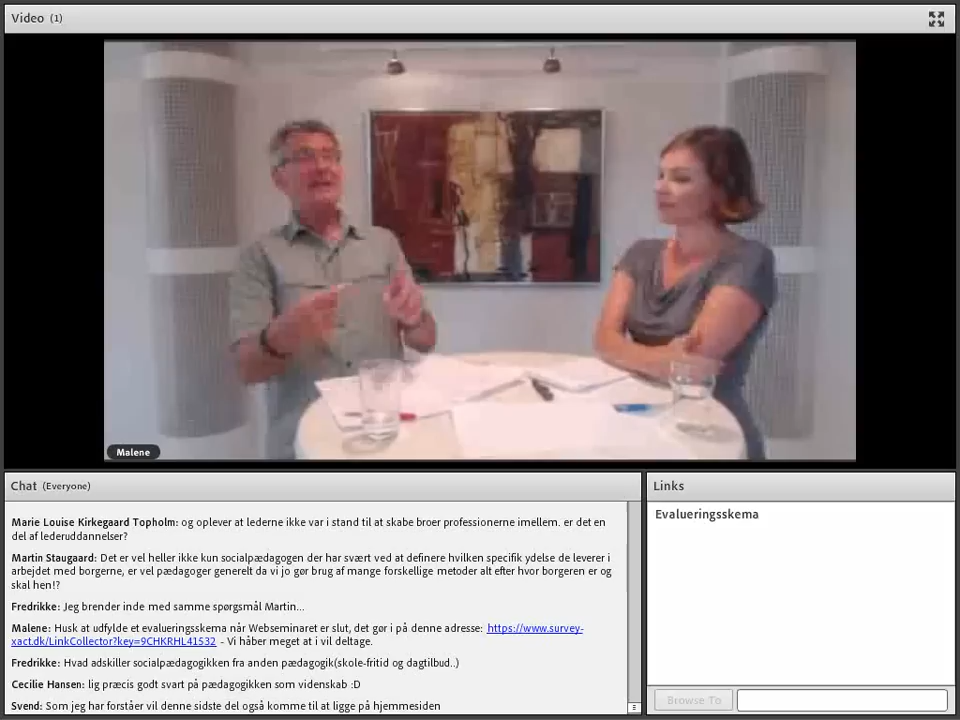 Video (1)
Malene
Chat (Everyone)
Marie Louise Kirkegaard Topholm: og oplever at lederne ikke var i stand til at skabe broer professionerne imellem. er det en
del af lederuddannelser?
Martin Staugaard: Det er vel heller ikke kun socialpædagogen der har svært ved at definere hvilken specifik ydelse de leverer i
arbejdet med borgerne, er vel pædagoger generelt da vi jo gør brug af mange forskellige metoder alt efter hvor borgeren er og
skal hen!?
Fredrikke: Jeg brender inde med samme spørgsmål Martin...
Malene: Husk at udfylde et evalueringsskema når Webseminaret er slut, det gør i på denne adresse: https://www.survey-
xact.dk/LinkCollector?key=9CHKRHL41532 - Vi håber meget at i vil deltage.
Fredrikke: Hvad adskiller socialpædagogikken fra anden pædagogik(skole-fritid og dagtilbud..)
Cecilie Hansen: lig præcis godt svart på pædagogikken som videnskab :D
Svend: Som jeg har forståer vil denne sidste del også komme til at ligge på hjemmesiden
Links
Evalueringsskema
Browse To